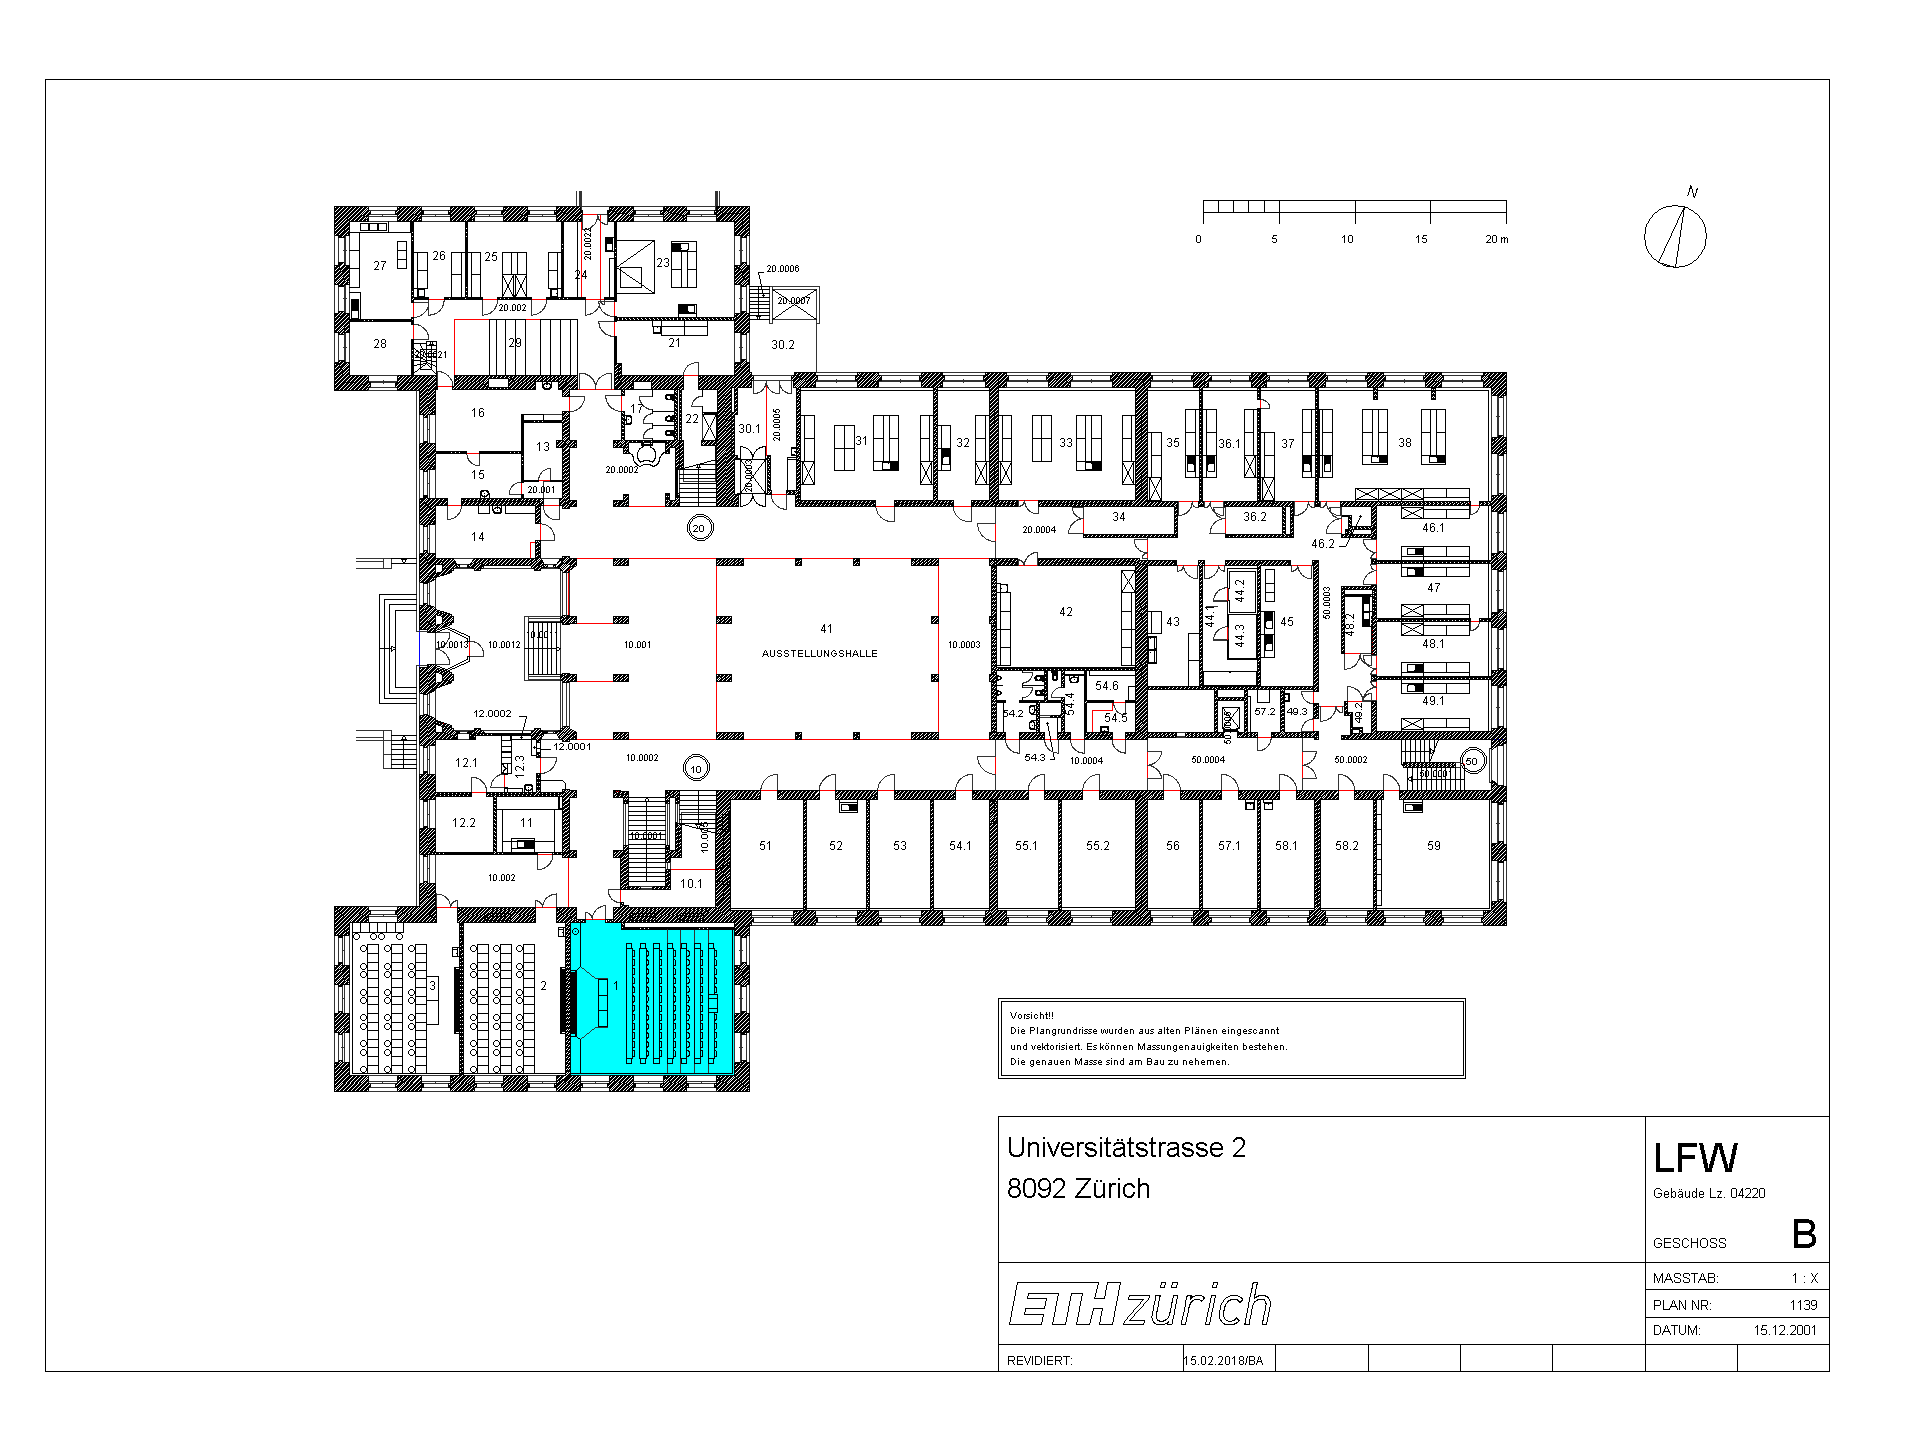 N
0 5 10 15 20 m
20.0022
27 26 25 24 23
20.0006
20.0007
20.002
28 20.0021 29 21 30.2
16 17 22 30.1 20.0005 31 32 33 35 36.1 37 38
13
15 20.0002 20.0003
20.001
14 20 20.0004 34 36.2 46.1
46.2
44.2 47
42 44.1 50.0003
10.0013 10.0012 10.0011 10.001 41 10.0003 43 44.3 45 48.2 48.1
AUSSTELLUNGSHALLE
54.6 49.1
12.0002 54.2 54.4 54.5 57.2 49.3 49.2
12.0001
12.1 12.3 10.0002 10 54.3 10.0004 50.0004 50.0002 50
50.0001
12.2 11 10.0001 10.005 51 52 53 54.1 55.1 55.2 56 57.1 58.1 58.2 59
10.002 10.1
3 2 1
Vorsicht!!
Die Plangrundrisse wurden aus alten Plänen eingescannt
und vektorisiert. Es können Massungenauigkeiten bestehen.
Die genauen Masse sind am Bau zu nehemen.
Universitätstrasse 2
8092 Zürich
LFW
Gebäude Lz. 04220
GESCHOSS B
ETH zürich
MASSTAB: 1 : X
PLAN NR: 1139
DATUM: 15.12.2001
REVIDIERT: 15.02.2018/BA